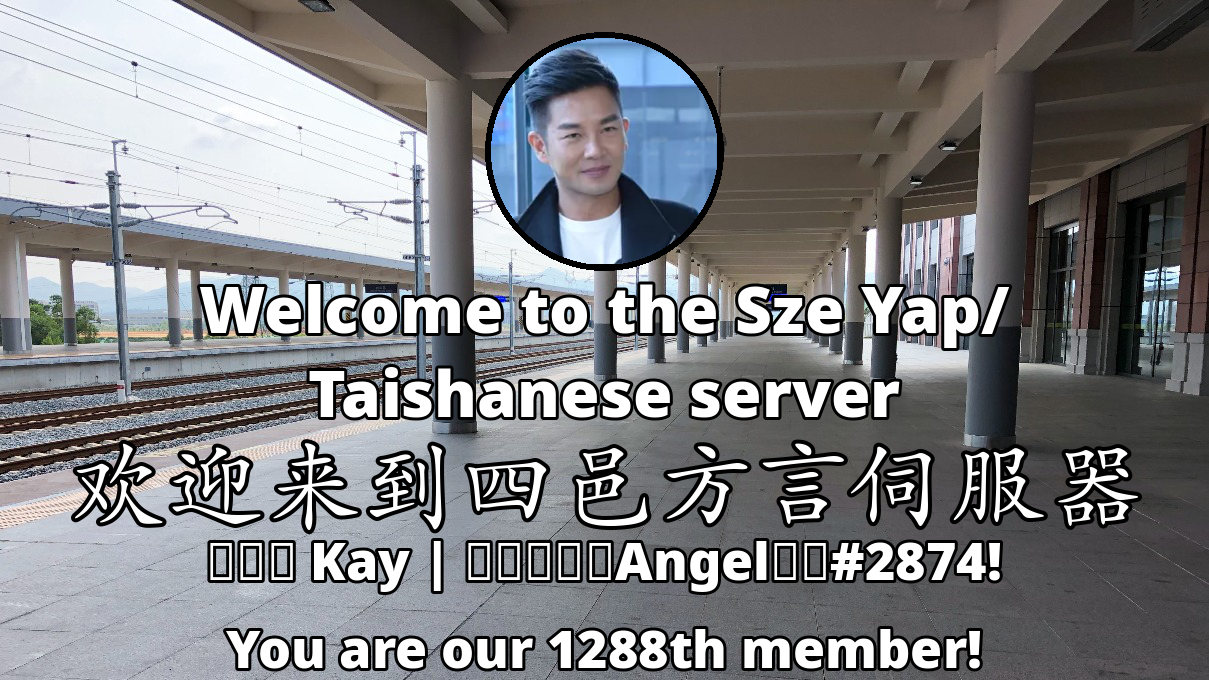 Welcome to the Sze Yap/
Taishanese server
欢迎来到四邑方言伺服器
Kay | Angel#2874!
You are our 1288th member!